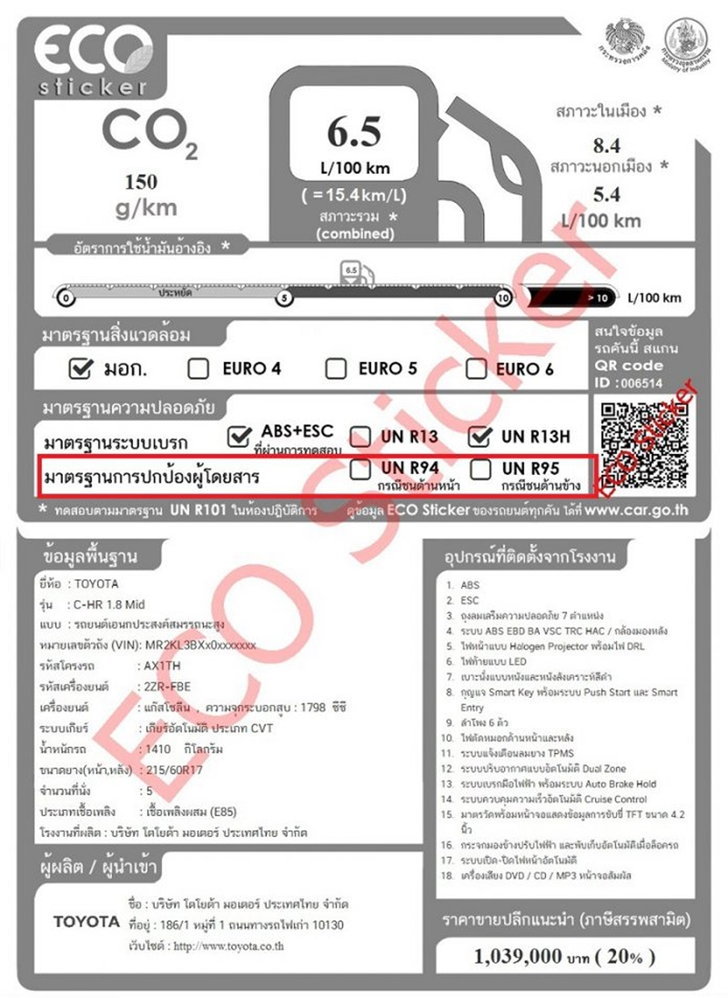 ECO
sticker
กระทรวงการคลัง
กระทรวงอุตสาหกรรม
Ministry of Industry
CO2
150
g/km
6.5
L/100 km
( =15.4km/L)
สภาวะรวม *
(combined)
สภาวะในเมือง *
8.4
สภาวะนอกเมือง *
5.4
L/100 km
อัตราการใช้น้ำมันอ้างอิง *
6.5
ประหยัด
0 5 10 > 10 L/100 km
มาตรฐานสิ่งแวดล้อม
มอก. EURO 4 EURO 5 EURO 6
สนใจข้อมูล
รถคันนี้ สแกน
QR code
ID :006514
มาตรฐานความปลอดภัย
มาตรฐานระบบเบรก ABS+ESC UN R13 UN R13H
ที่ผ่านการทดสอบ
มาตรฐานการปกป้องผู้โดยสาร UN R94 UN R95
กรณีชนด้านหน้า กรณีชนด้านข้าง
* ทดสอบตามมาตรฐาน UN R101 ในห้องปฏิบัติการ ดูข้อมูล ECO Sticker ของรถยนต์ทุกคัน ได้ที่ www.car.go.th
ECO Sticker
ECO Sticker
ข้อมูลพื้นฐาน
ยี่ห้อ : TOYOTA
รุ่น : C-HR 1.8 Mid
แบบ : รถยนต์เอนกประสงค์สมรรถนะสูง
หมายเลขตัวถัง (VIN): MR2KL3BXx0xxxxxxx
รหัสโครงรถ : AX1TH
รหัสเครื่องยนต์ : 2ZR-FBE
เครื่องยนต์ : แก๊สโซลีน , ความจุกระบอกสูบ : 1798 ซีซี
ระบบเกียร์ : เกียร์อัตโนมัติ ประเภท CVT
น้ำหนักรถ : 1410 กิโลกรัม
ขนาดยาง(หน้า,หลัง) : 215/60R17
จำนวนที่นั่ง : 5
ประเภทเชื้อเพลิง : เชื้อเพลิงผสม (E85)
โรงงานที่ผลิต : บริษัท โตโยต้า มอเตอร์ ประเทศไทย จำกัด
อุปกรณ์ที่ติดตั้งจากโรงงาน
1. ABS
2. ESC
3. ถุงลมเสริมความปลอดภัย 7 ตำแหน่ง
4. ระบบ ABS EBD BA VSC TRC HAC / กล้องมองหลัง
5. ไฟหน้าแบบ Halogen Projector พร้อมไฟ DRL
6. ไฟท้ายแบบ LED
7. เบาะนั่งแบบหนังและหนังสังเคราะห์สีดำ
8. กุญแจ Smart Key พร้อมระบบ Push Start และ Smart
Entry
9. ลำโพง 6 ตัว
10. ไฟตัดหมอกด้านหน้าและหลัง
11. ระบบแจ้งเตือนลมยาง TPMS
12. ระบบปรับอากาศแบบอัตโนมัติ Dual Zone
13. ระบบเบรกมือไฟฟ้า พร้อมระบบ Auto Brake Hold
14. ระบบควบคุมความเร็วอัตโนมัติ Cruise Control
15. มาตรวัดพร้อมหน้าจอแสดงข้อมูลการขับขี่ TFT ขนาด 4.2
นิ้ว
16. กระจกมองข้างปรับไฟฟ้า และพับเก็บอัตโนมัติเมื่อล็อครถ
17. ระบบเปิด-ปิดไฟหน้าอัตโนมัติ
18. เครื่องเสียง DVD / CD / MP3 หน้าจอสัมผัส
ผู้ผลิต / ผู้นำเข้า
TOYOTA
ชื่อ : บริษัท โตโยต้า มอเตอร์ ประเทศไทย จำกัด
ที่อยู่ : 186/1 หมู่ที่ 1 ถนนทางรถไฟเก่า 10130
เว็บไซต์ : http://www.toyota.co.th
ราคาขายปลีกแนะนำ (ภาษีสรรพสามิต)
1,039,000 บาท ( 20% )